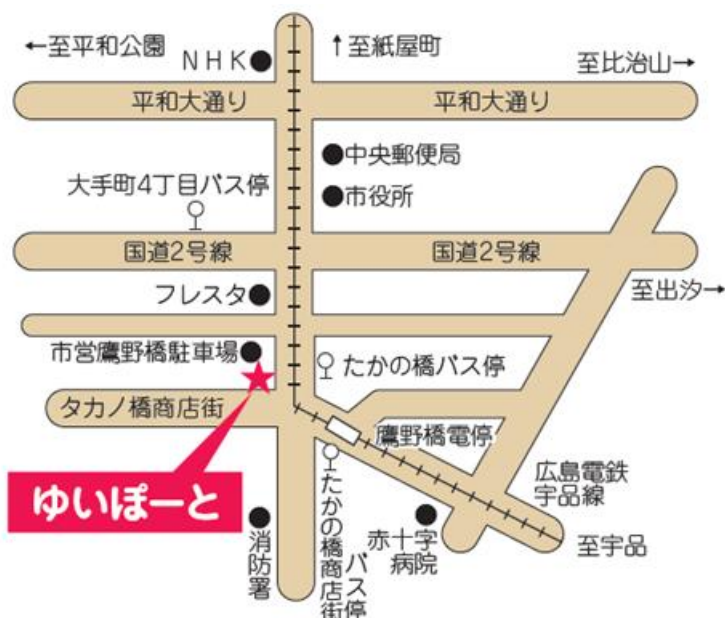 ←至平和公園
↑至紙屋町
NHK
至比治山→
平和大通り
平和大通り
中央郵便局
大手町4丁目バス停
市役所
国道2号線
国道2号線
フレスタ
至出汐→
市営鷹野橋駐車場
たかの橋バス停
タカノ橋商店街
鷹野橋電停
ゆいぽーと
広島電鉄
宇品線
消防署
たかの橋商店街
バス停
赤十字
病院
至宇品